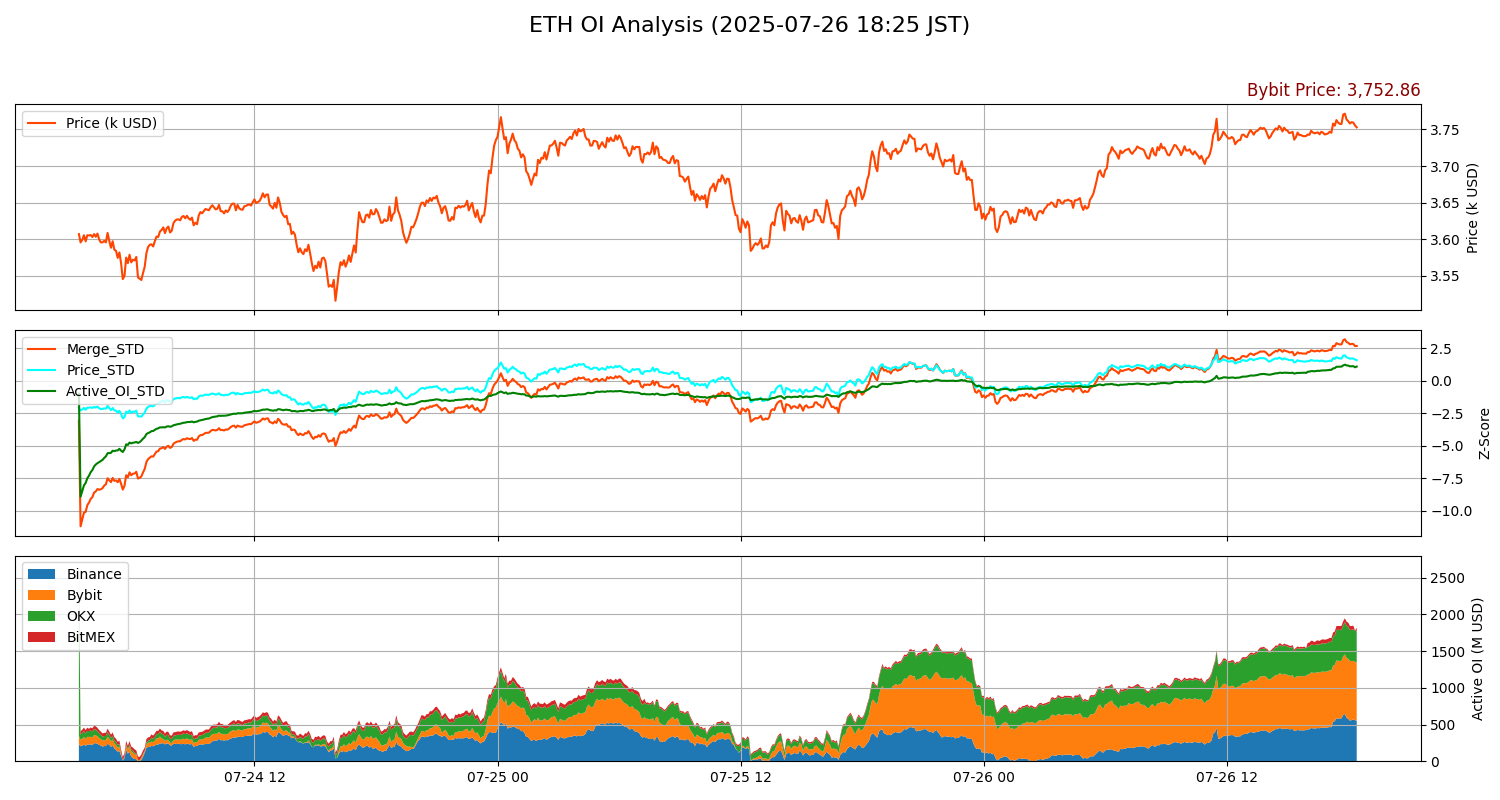 ETH OI Analysis (2025-07-26 18:25 JST)
Bybit Price: 3,752.86
Price (k USD)
3.75
3.70
3.65
3.60
3.55
Price (k USD)
Merge_STD
Price_STD
Active_OI_STD
2.5
0.0
−2.5
−5.0
−7.5
−10.0
Z-Score
Binance
Bybit
OKX
BitMEX
2500
2000
1500
1000
500
0
Active OI (M USD)
07-24 12
07-25 00
07-25 12
07-26 00
07-26 12